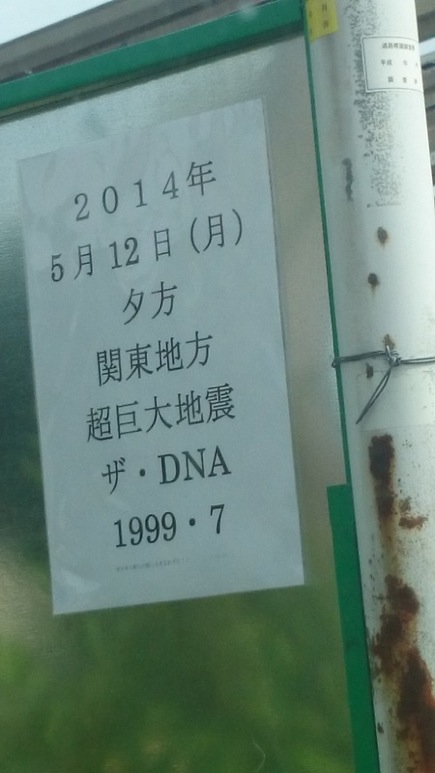 ２０１４年
5月12日（月）
夕方
関東地方
超巨大地震
ザ・DNA
1999・7